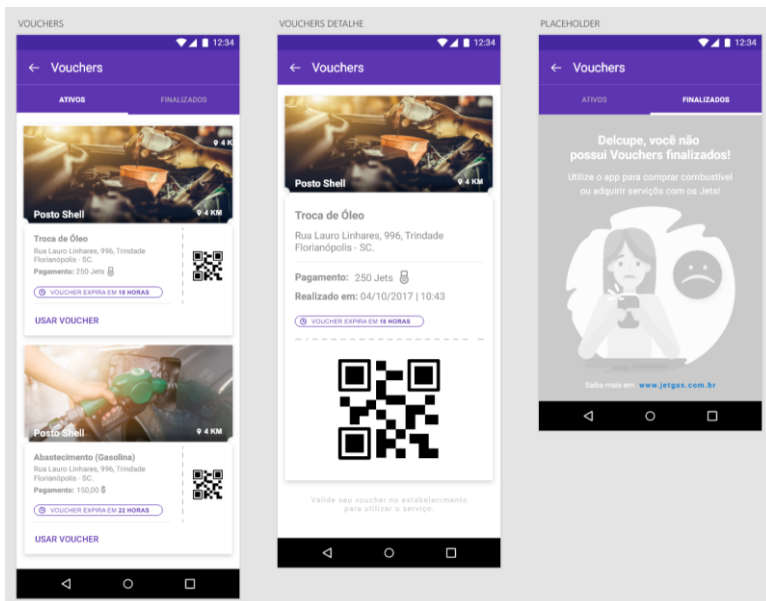 VOUCHERS
12:34
Vouchers
ATIVOS
FINALIZADOS
4 K
Posto Shell
4 KM
Troca de Óleo
Rua Lauro Linhares, 996, Trindade
Florianópolis - SC.
Pagamento: 250 Jets
VOUCHER EXPIRA EM 18 HORAS
USAR VOUCHER
Posto Shell
4 KM
Abastecimento (Gasolina)
Rua Lauro Linhares, 996, Trindade
Florianópolis - SC.
Pagamento: 150,00 $
VOUCHER EXPIRA EM 22 HORAS
USAR VOUCHER
VOUCHERS DETALHE
12:34
Vouchers
Posto Shell
4 KM
Troca de Óleo
Rua Lauro Linhares, 996, Trindade
Florianópolis - SC.
Pagamento: 250 Jets
Realizado em: 04/10/2017 | 10:43
VOUCHER EXPIRA EM 18 HORAS
Valide seu voucher no estabelecimento
para utilizar o serviço.
PLACEHOLDER
12:34
Vouchers
ATIVOS
FINALIZADOS
Delcupe, você não
possui Vouchers finalizados!
Utilize o app para comprar combustível
ou adquirir serviçõs com os Jets!
Saiba mais em: www.jetgas.com.br